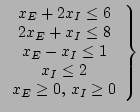 x_E + 2x_I ≤ 6
2x_E + x_I ≤ 8
x_E − x_I ≤ 1
x_I ≤ 2
x_E ≥ 0, x_I ≥ 0